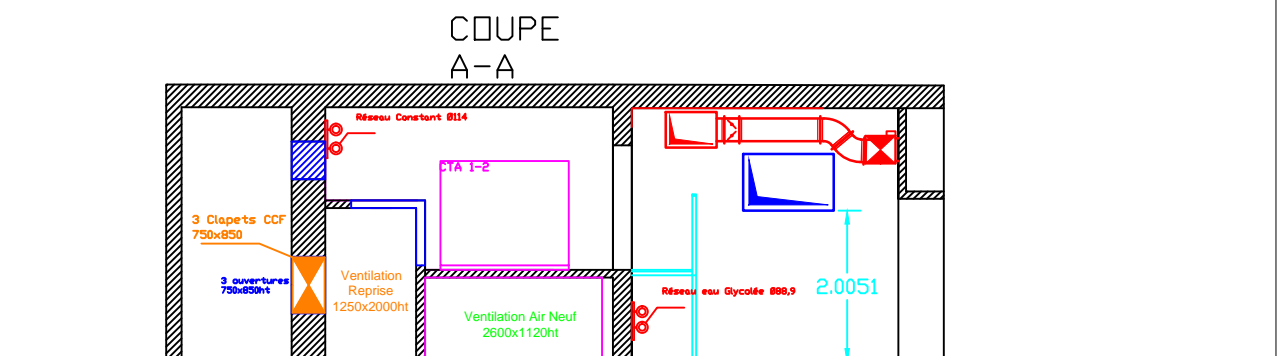 COUPE
A-A
Réseau Constant Ø114
CTA 1-2
3 Clapets CCF
750x850
3 ouvertures
750x850ht
Ventilation
Reprise
1250x2000ht
Ventilation Air Neuf
2600x1120ht
Réseau eau Glycolée Ø88,9
2.0051